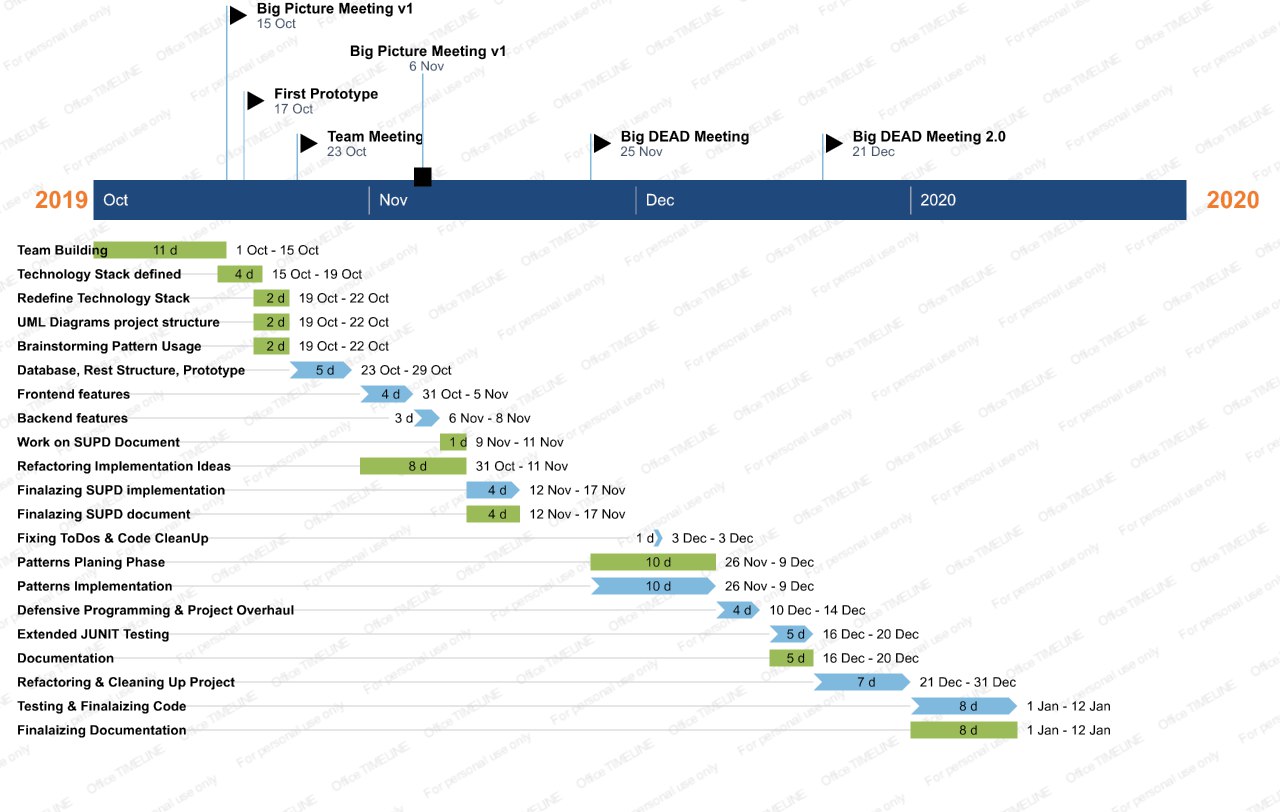 Big Picture Meeting v1
15 Oct
Big Picture Meeting v1
6 Nov
First Prototype
17 Oct
Team Meeting
23 Oct
Big DEAD Meeting
25 Nov
Big DEAD Meeting 2.0
21 Dec
2019 Oct Nov Dec 2020 2020
Team Building 11 d 1 Oct - 15 Oct
Technology Stack defined 4 d 15 Oct - 19 Oct
Redefine Technology Stack 2 d 19 Oct - 22 Oct
UML Diagrams project structure 2 d 19 Oct - 22 Oct
Brainstorming Pattern Usage 2 d 19 Oct - 22 Oct
Database, Rest Structure, Prototype 5 d 23 Oct - 29 Oct
Frontend features 4 d 31 Oct - 5 Nov
Backend features 3 d 6 Nov - 8 Nov
Work on SUPD Document 1 d 9 Nov - 11 Nov
Refactoring Implementation Ideas 8 d 31 Oct - 11 Nov
Finalazing SUPD implementation 4 d 12 Nov - 17 Nov
Finalazing SUPD document 4 d 12 Nov - 17 Nov
Fixing ToDos & Code CleanUp 1 d 3 Dec - 3 Dec
Patterns Planing Phase 10 d 26 Nov - 9 Dec
Patterns Implementation 10 d 26 Nov - 9 Dec
Defensive Programming & Project Overhaul 4 d 10 Dec - 14 Dec
Extended JUNIT Testing 5 d 16 Dec - 20 Dec
Documentation 5 d 16 Dec - 20 Dec
Refactoring & Cleaning Up Project 7 d 21 Dec - 31 Dec
Testing & Finalaizing Code 8 d 1 Jan - 12 Jan
Finalaizing Documentation 8 d 1 Jan - 12 Jan
Office TIMELINE
For personal use only